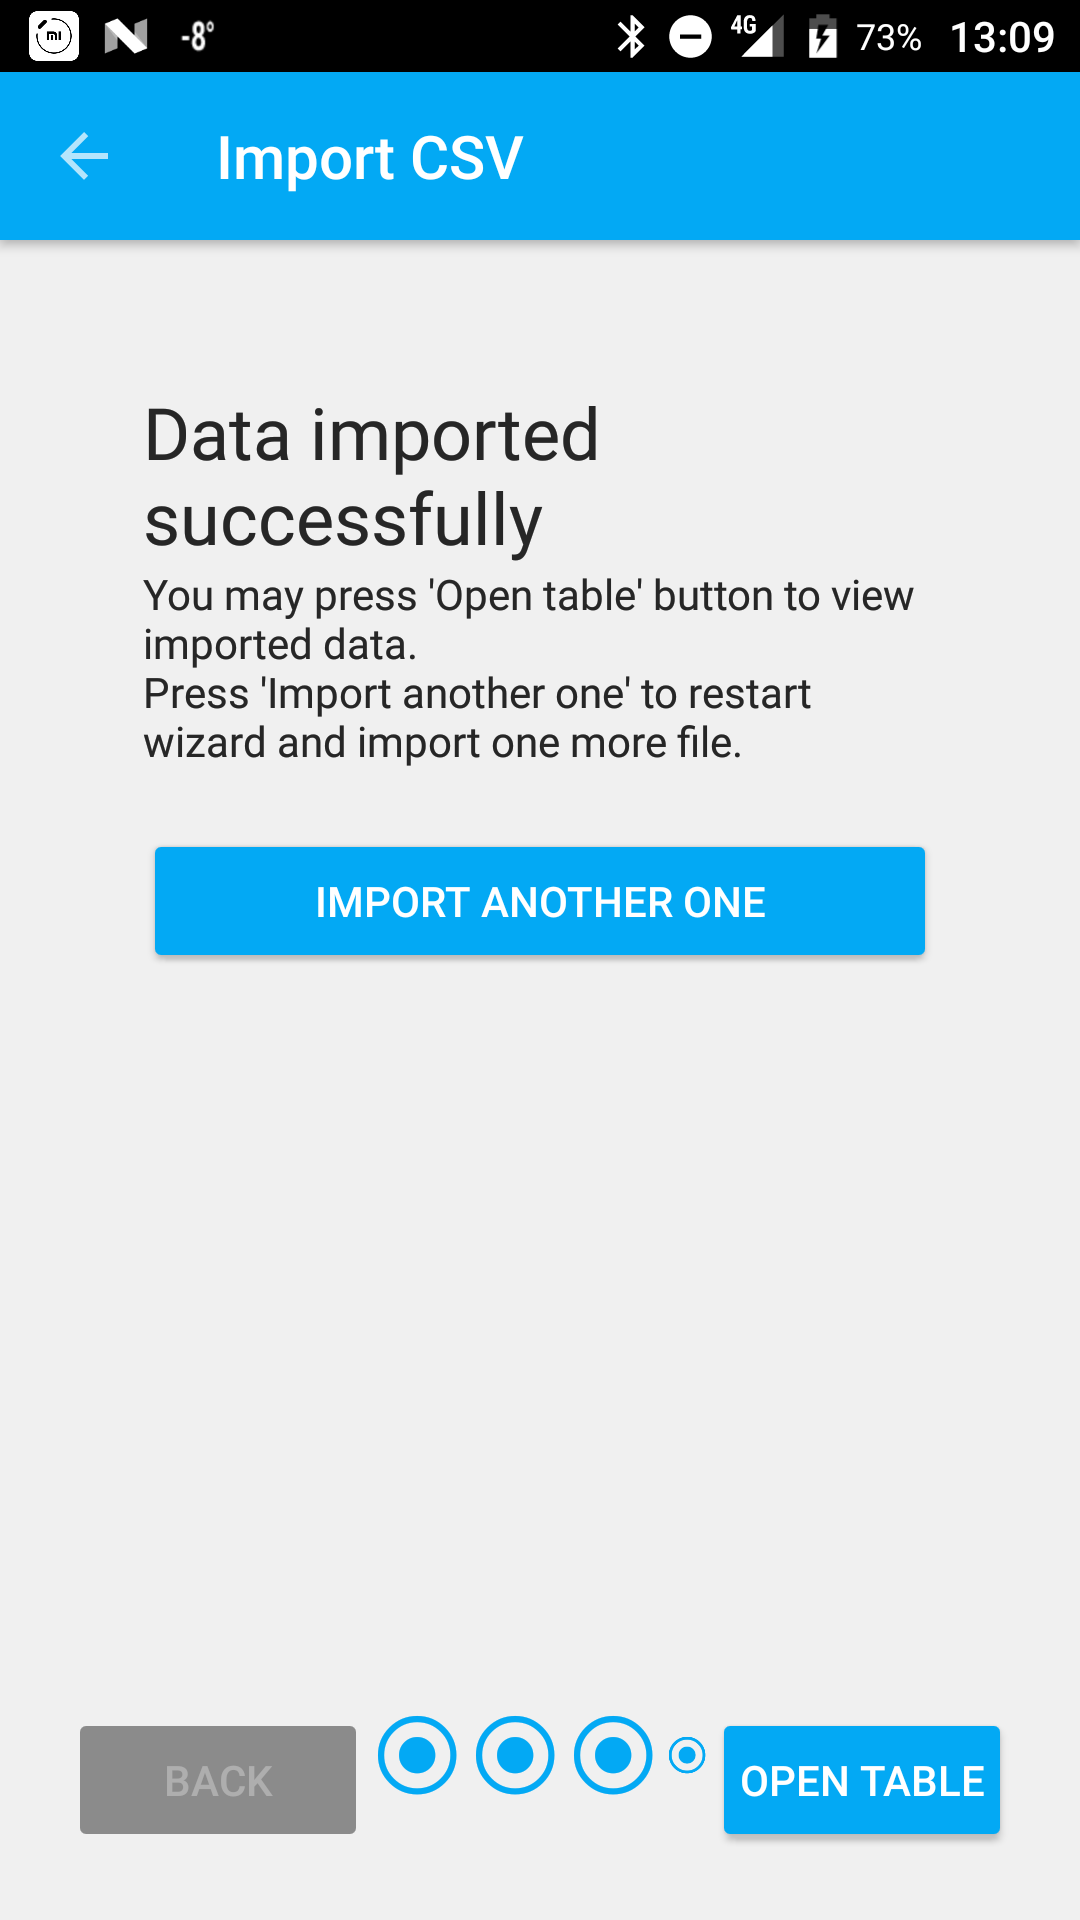 mi N -8° 4G 73% 13:09
Import CSV
Data imported
successfully
You may press 'Open table' button to view
imported data.
Press 'Import another one' to restart
wizard and import one more file.
IMPORT ANOTHER ONE
BACK
OPEN TABLE